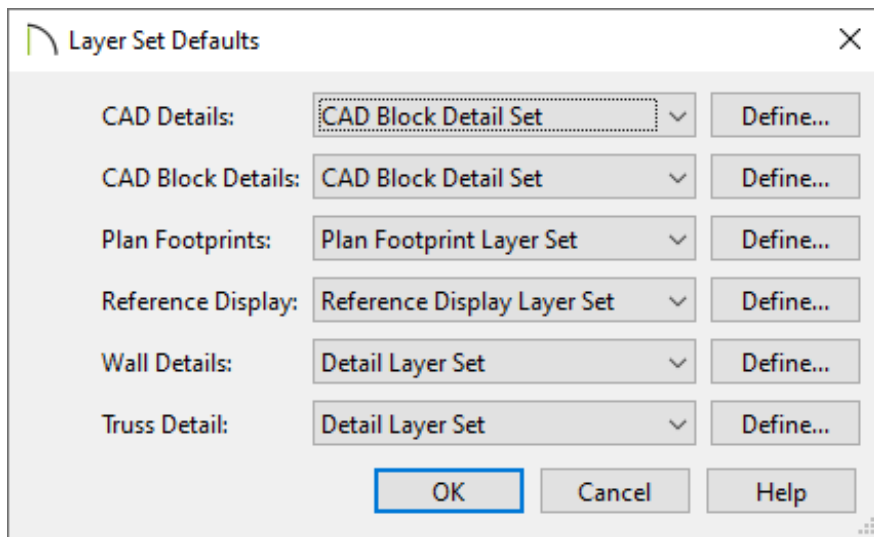 Layer Set Defaults
CAD Details: CAD Block Detail Set Define...
CAD Block Details: CAD Block Detail Set Define...
Plan Footprints: Plan Footprint Layer Set Define...
Reference Display: Reference Display Layer Set Define...
Wall Details: Detail Layer Set Define...
Truss Detail: Detail Layer Set Define...
OK Cancel Help